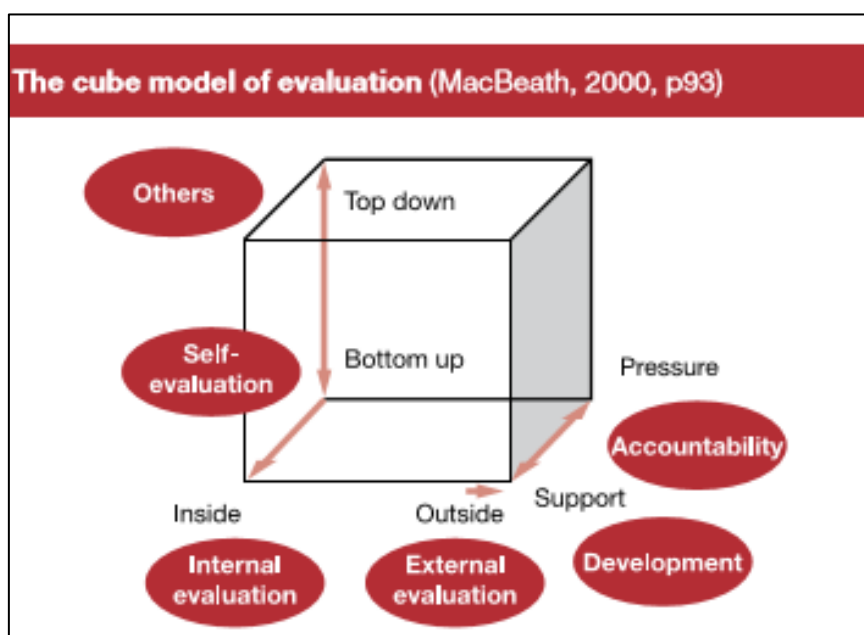 The cube model of evaluation (MacBeath, 2000, p93)
Others
Top down
Self-
evaluation
Bottom up
Pressure
Accountability
Inside
Outside
Support
Internal
evaluation
External
evaluation
Development